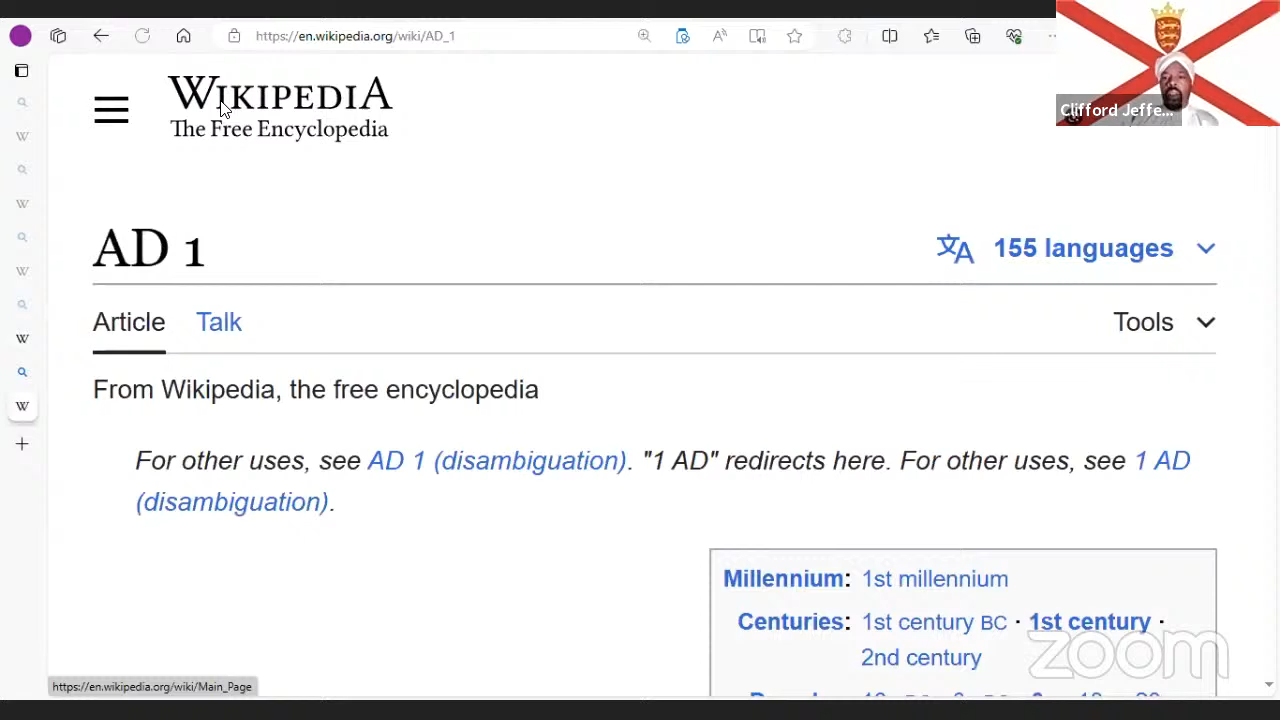 https://en.wikipedia.org/wiki/AD_1
Clifford Jeffe...
WIKIPEDIA
The Free Encyclopedia
AD 1
155 languages
Article Talk
Tools
From Wikipedia, the free encyclopedia
For other uses, see AD 1 (disambiguation). "1 AD" redirects here. For other uses, see 1 AD
(disambiguation).
Millennium: 1st millennium
Centuries: 1st century BC · 1st century ·
2nd century
zoom
https://en.wikipedia.org/wiki/Main_Page